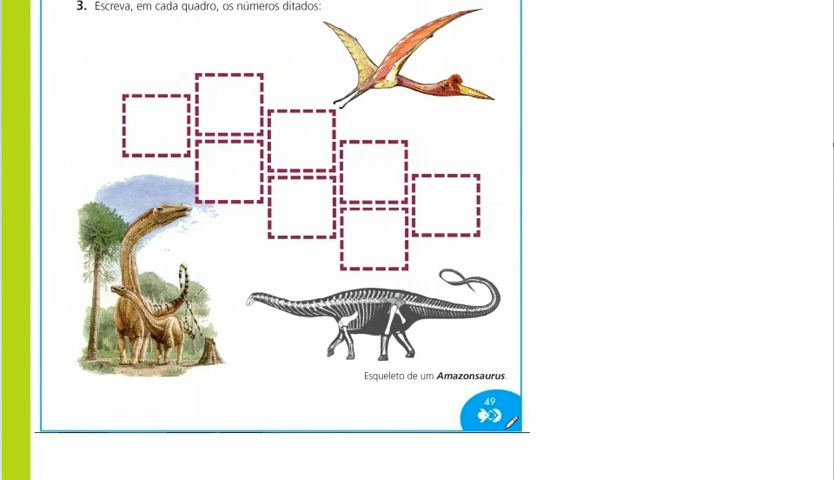 3. Escreva, em cada quadro, os números ditados:
Esqueleto de um Amazonsaurus.
49